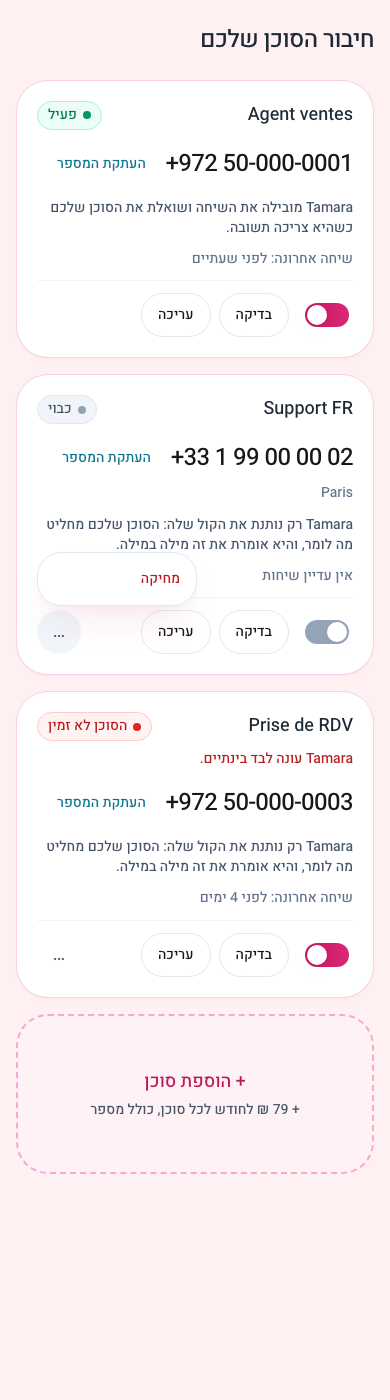 חיבור הסוכן שלכם
Agent ventes
פעיל
+972 50-000-0001
העתקת המספר
Tamara מובילה את השיחה ושואלת את הסוכן שלכם
כשהיא צריכה תשובה.
שיחה אחרונה: לפני שעתיים
בדיקה
עריכה
Support FR
כבוי
+33 1 99 00 00 02
העתקת המספר
Paris
Tamara רק נותנת את הקול שלה: הסוכן שלכם מחליט
מה לומר, והיא אומרת את זה מילה במילה.
אין עדיין שיחות
מחיקה
בדיקה
עריכה
...
Prise de RDV
הסוכן לא זמין
Tamara עונה לבד בינתיים.
+972 50-000-0003
העתקת המספר
Tamara רק נותנת את הקול שלה: הסוכן שלכם מחליט
מה לומר, והיא אומרת את זה מילה במילה.
שיחה אחרונה: לפני 4 ימים
בדיקה
עריכה
...
+ הוספת סוכן
+ 79 ₪ לחודש לכל סוכן, כולל מספר